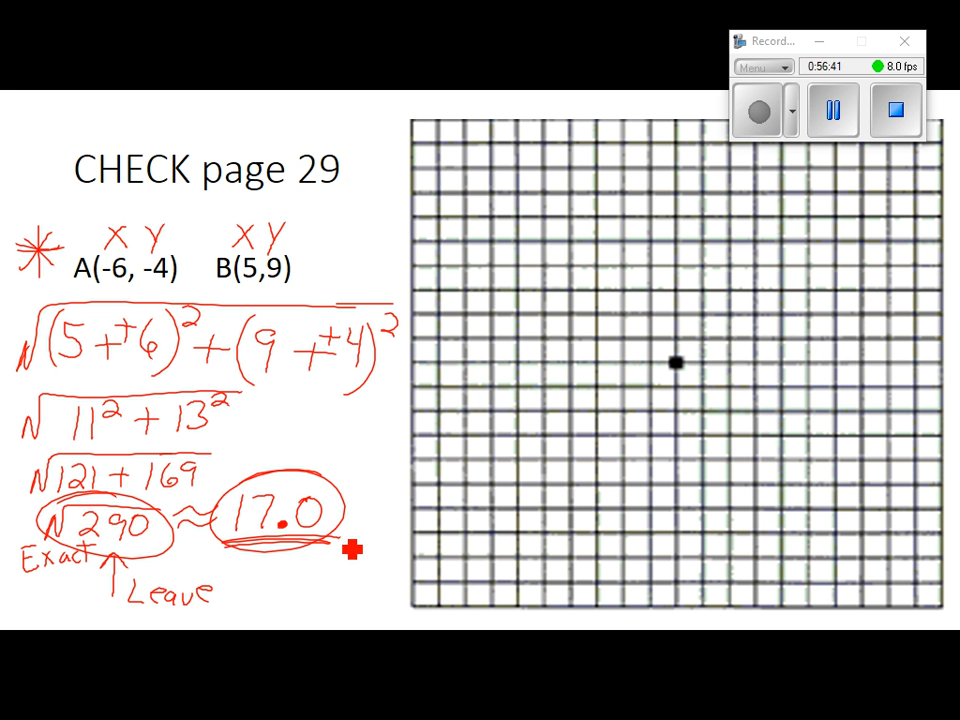 Record...
Menu
0:56:41
8.0 fps
CHECK page 29
X Y X Y
A(-6, -4) B(5,9)
√(5 + +6)² + (9 + +4)²
√11² + 13²
√121 + 169
√290 ≈ 17.0
Exact
Leave